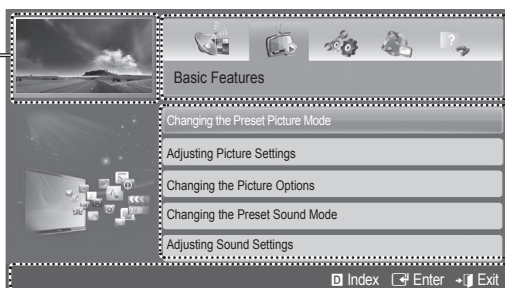 Basic Features
Changing the Preset Picture Mode
Adjusting Picture Settings
Changing the Picture Options
Changing the Preset Sound Mode
Adjusting Sound Settings
D Index Enter Exit